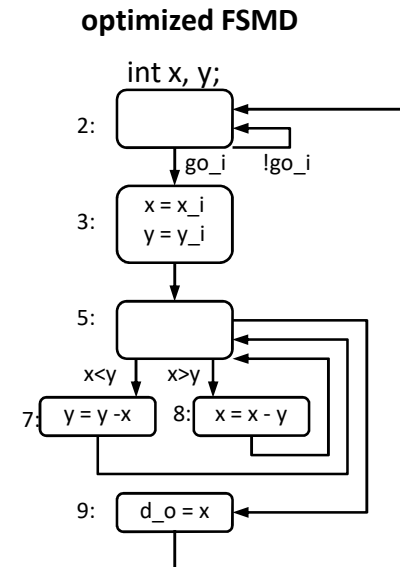 optimized FSMD
int x, y;
2:
go_i !go_i
3:
x = x_i
y = y_i
5:
x<y x>y
7: y = y -x 8: x = x - y
9: d_o = x